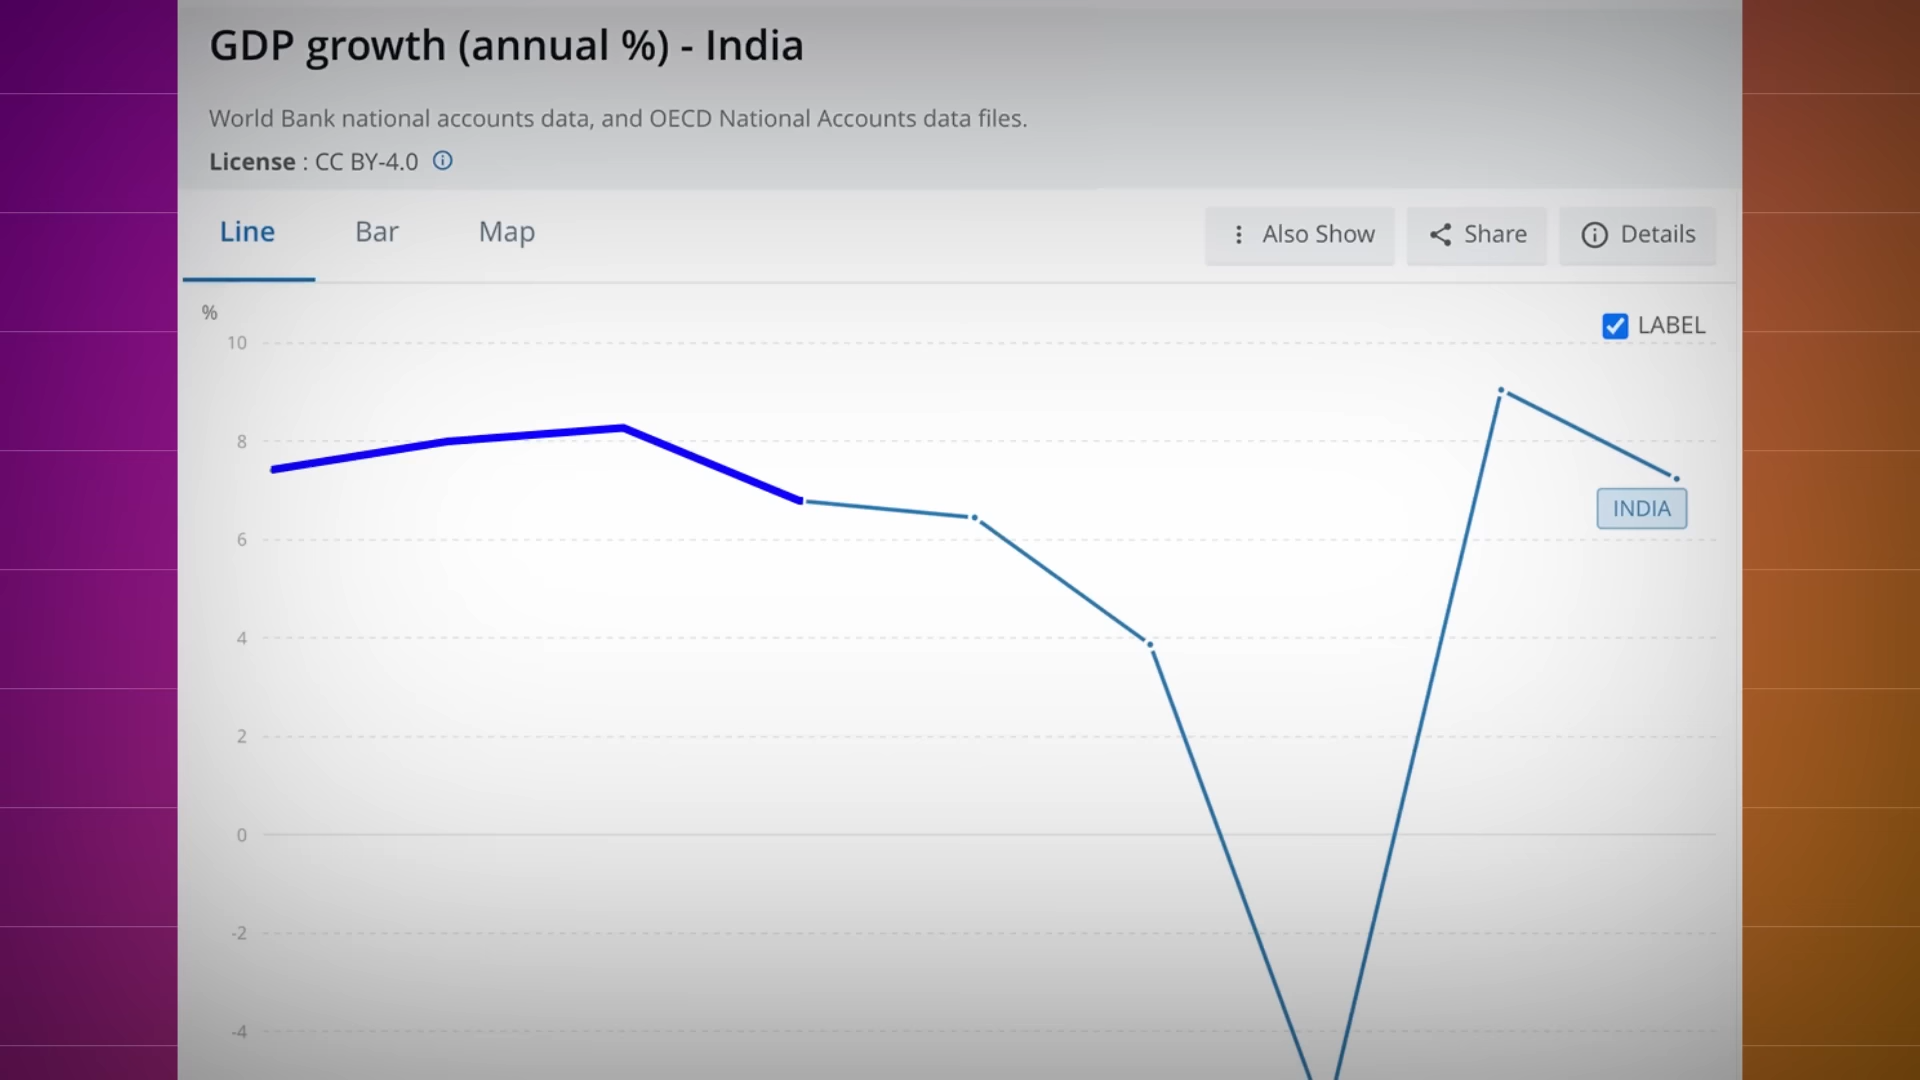 GDP growth (annual %) - India
World Bank national accounts data, and OECD National Accounts data files.
License : CC BY-4.0
Line Bar Map Also Show Share Details
%
LABEL
10
8
INDIA
6
4
2
0
-2
-4